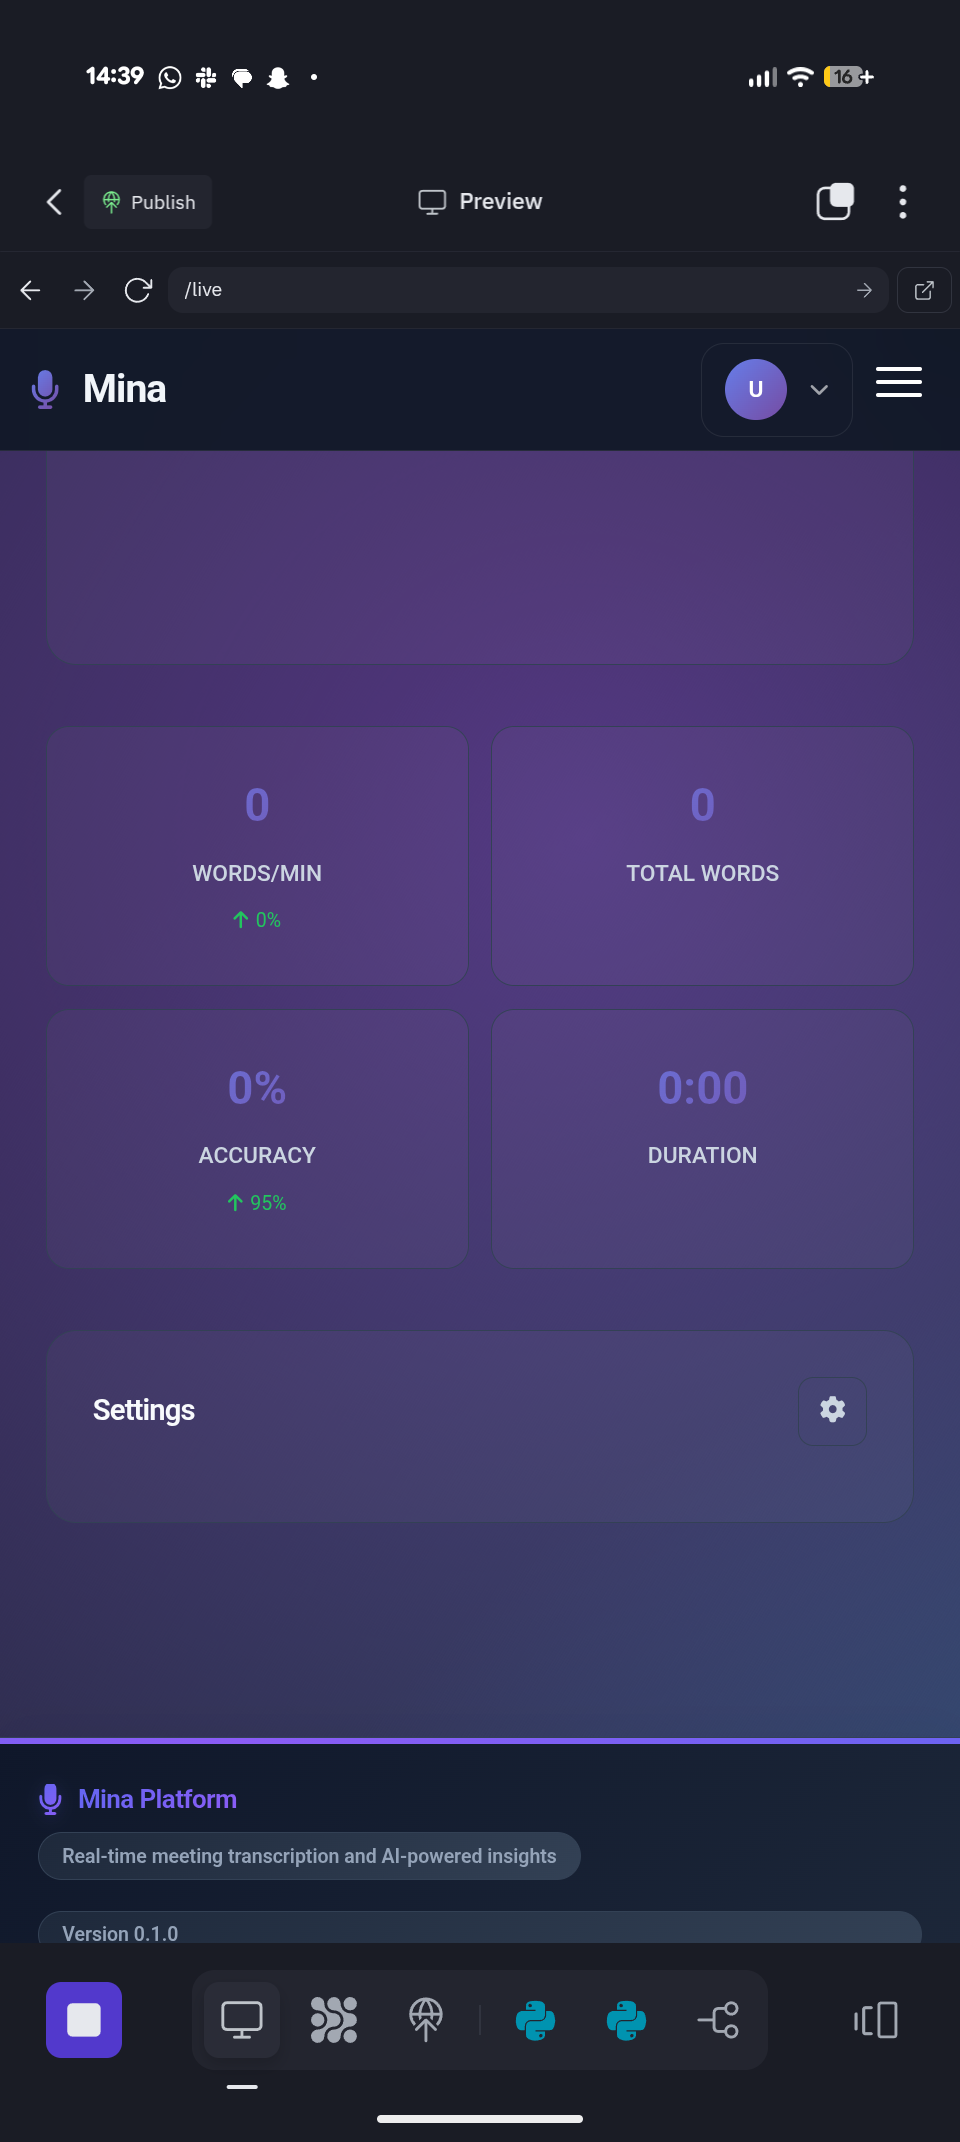 14:39
16+
Publish
Preview
/live
Mina
U
0
WORDS/MIN
0%
0
TOTAL WORDS
0%
ACCURACY
95%
0:00
DURATION
Settings
Mina Platform
Real-time meeting transcription and AI-powered insights
Version 0.1.0